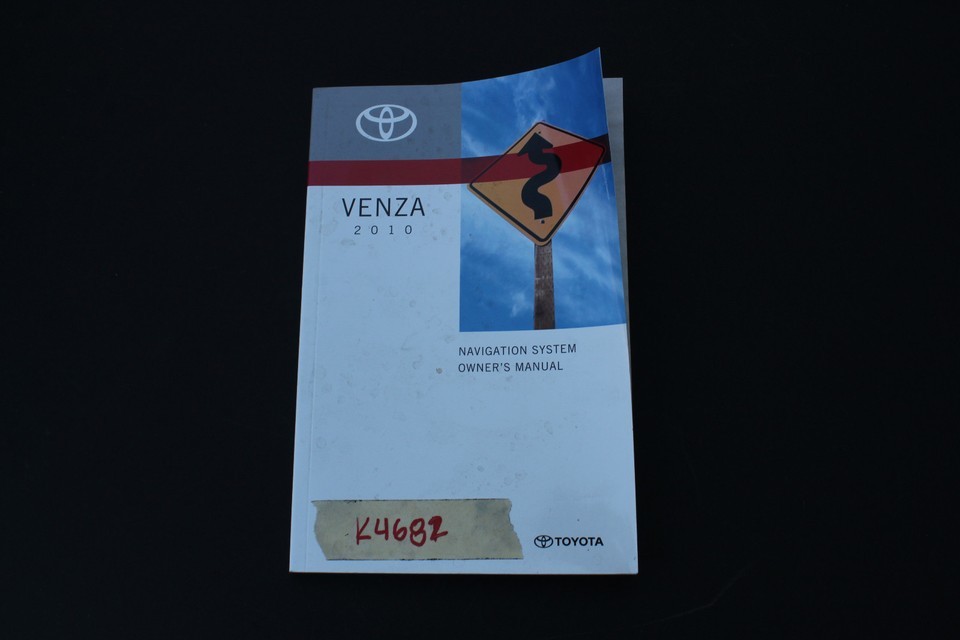 VENZA
2010
NAVIGATION SYSTEM
OWNER'S MANUAL
K4682
TOYOTA